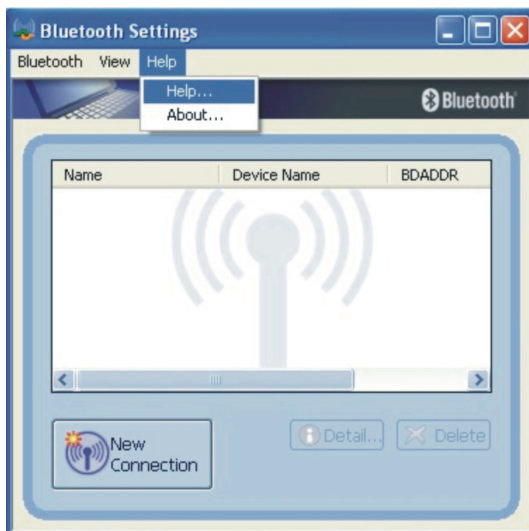 Bluetooth Settings
Bluetooth View Help
Help...
About...
Bluetooth
Name Device Name BDADDR
New
Connection
Detail...
Delete